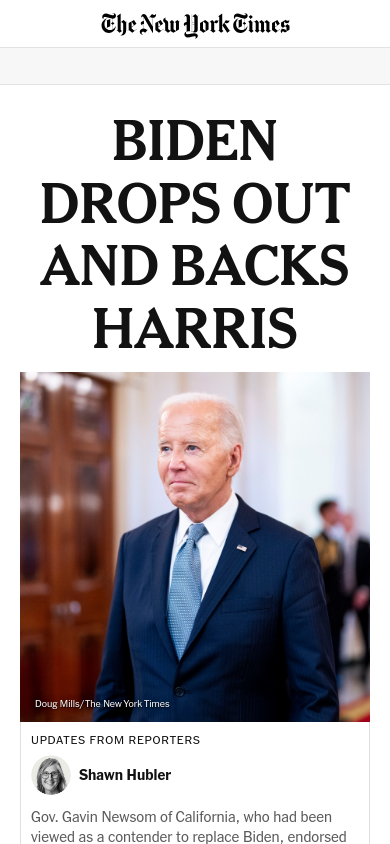 The New York Times
BIDEN
DROPS OUT
AND BACKS
HARRIS
Doug Mills/The New York Times
UPDATES FROM REPORTERS
Shawn Hubler
Gov. Gavin Newsom of California, who had been
viewed as a contender to replace Biden, endorsed